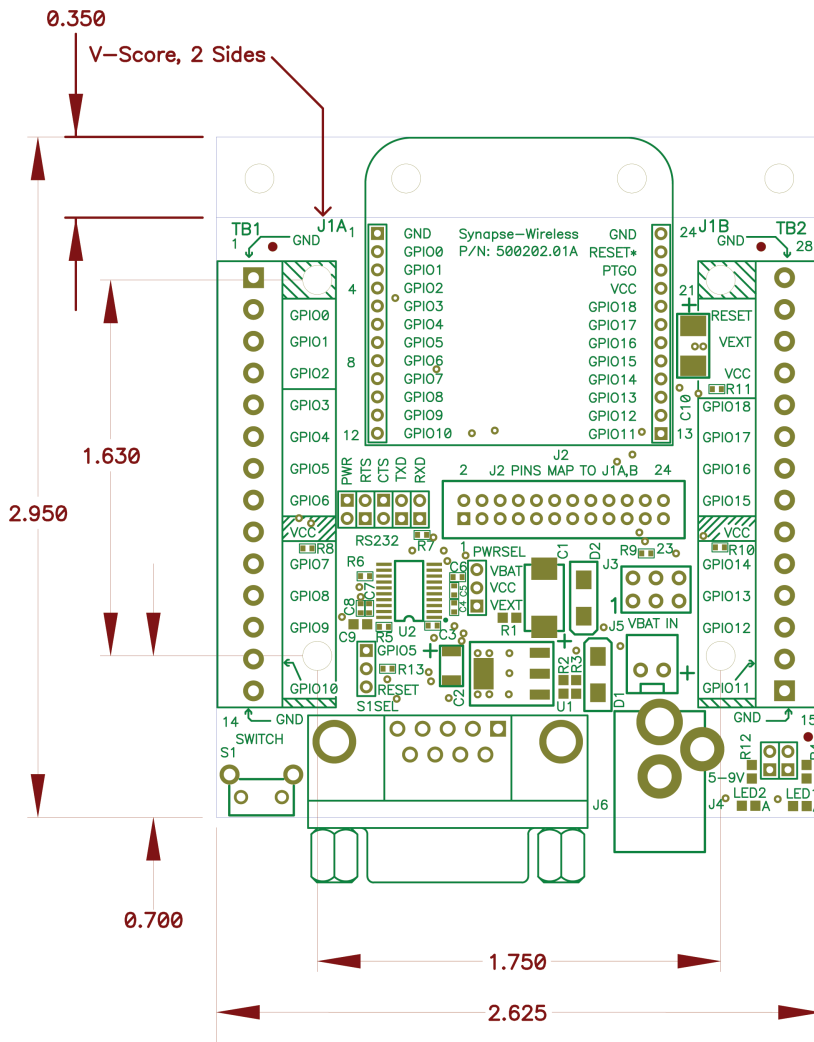 0.350
V-Score, 2 Sides
TB1
J1A
1
GND
1
GND
GPIO0
GPIO1
GPIO2
GPIO3
GPIO4
GPIO5
GPIO6
GPIO7
GPIO8
GPIO9
GPIO10
4
8
12
Synapse-Wireless
P/N: 500202.01A
GND
RESET*
PTGO
VCC
GPIO18
GPIO17
GPIO16
GPIO15
GPIO14
GPIO13
GPIO12
GPIO11
24
21
13
J1B
TB2
GND
28
GPIO0
GPIO1
GPIO2
GPIO3
GPIO4
GPIO5
GPIO6
VCC
R8
GPIO7
GPIO8
GPIO9
GPIO10
14
GND
+
C10
RESET
VEXT
VCC
R11
GPIO18
GPIO17
GPIO16
GPIO15
VCC
R10
GPIO14
GPIO13
GPIO12
GPIO11
GND
15
1.630
2.950
0.700
PWR
RTS
CTS
TXD
RXD
RS232
J2
2
J2 PINS MAP TO J1A,B
24
1
23
R7
R6
C8
C7
C9
R5
U2
C6
C5
C4
C3
PWRSEL
VBAT
VCC
VEXT
R1
C1
D2
R9
J3
1
J5
VBAT IN
+
+
+
GPIO5
R13
RESET
S1SEL
C2
R2
R3
U1
D1
SWITCH
S1
J6
J4
R12
5-9V
LED2
A
LED1
1.750
2.625